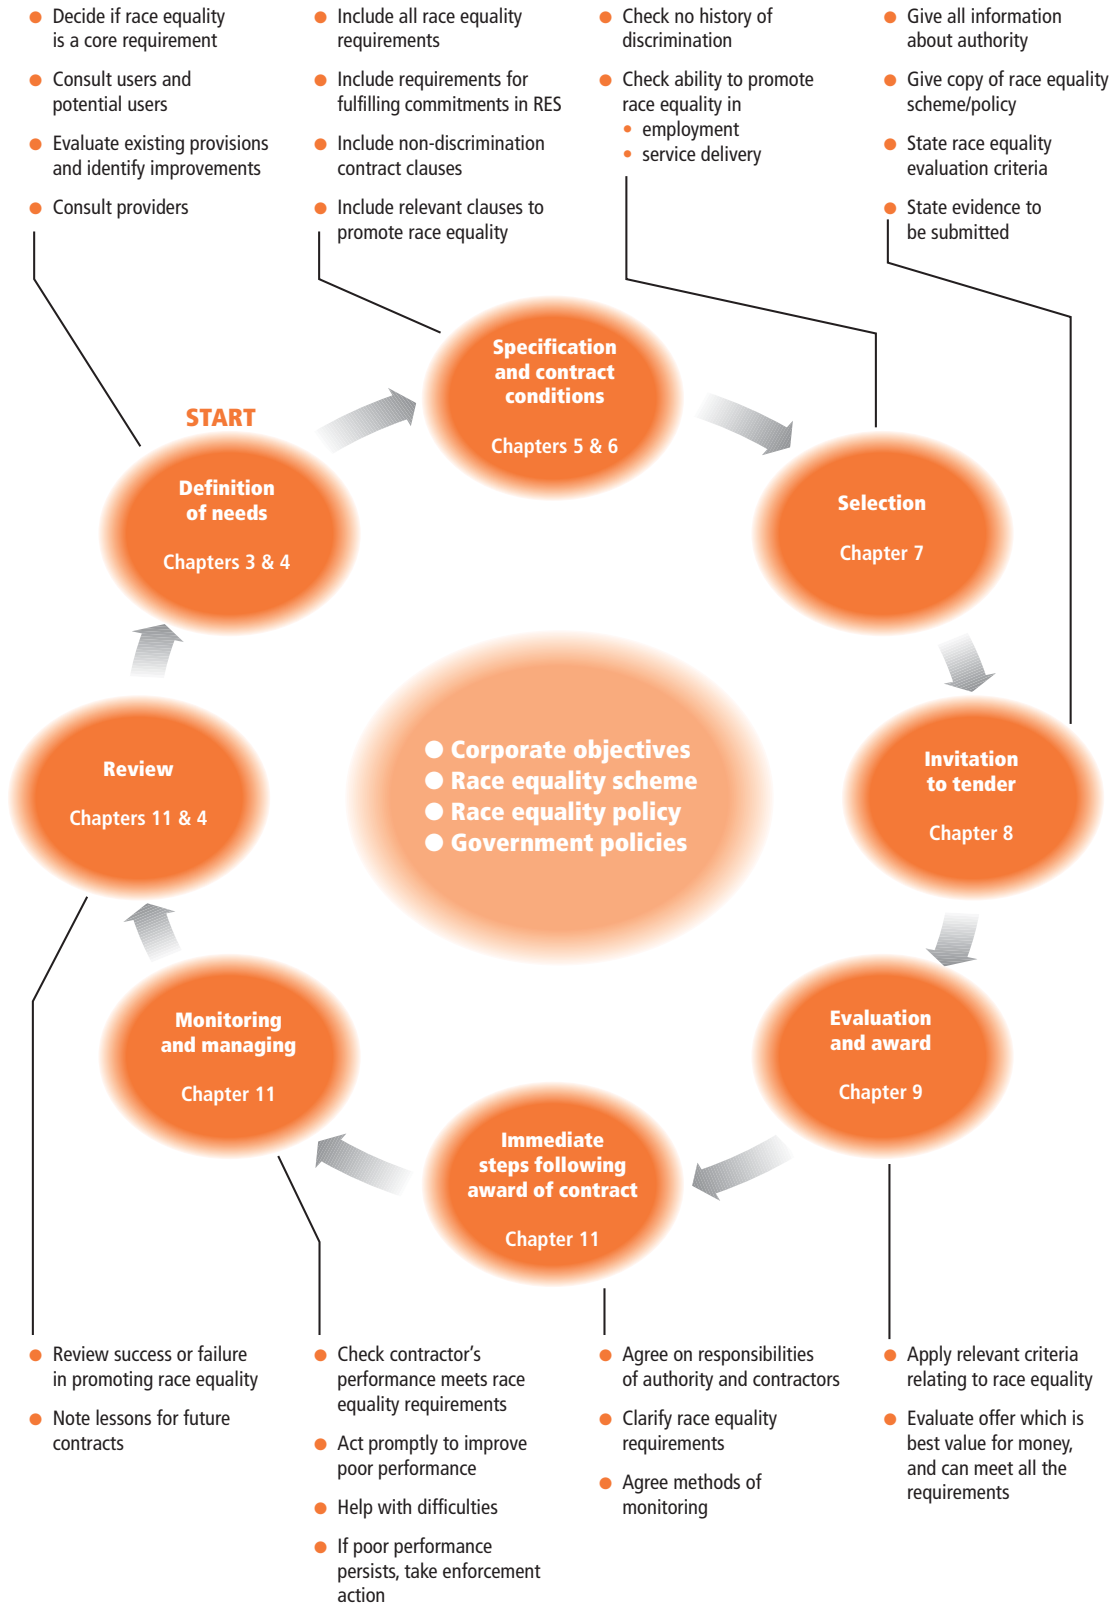 Decide if race equality
is a core requirement
Consult users and
potential users
Evaluate existing provisions
and identify improvements
Consult providers
Include all race equality
requirements
Include requirements for
fulfilling commitments in RES
Include non-discrimination
contract clauses
Include relevant clauses to
promote race equality
Check no history of
discrimination
Check ability to promote
race equality in
employment
service delivery
Give all information
about authority
Give copy of race equality
scheme/policy
State race equality
evaluation criteria
State evidence to
be submitted
START
Definition
of needs
Chapters 3 & 4
Specification
and contract
conditions
Chapters 5 & 6
Selection
Chapter 7
Invitation
to tender
Chapter 8
Evaluation
and award
Chapter 9
Immediate
steps following
award of contract
Chapter 11
Monitoring
and managing
Chapter 11
Review
Chapters 11 & 4
Corporate objectives
Race equality scheme
Race equality policy
Government policies
Review success or failure
in promoting race equality
Note lessons for future
contracts
Check contractor's
performance meets race
equality requirements
Act promptly to improve
poor performance
Help with difficulties
If poor performance
persists, take enforcement
action
Agree on responsibilities
of authority and contractors
Clarify race equality
requirements
Agree methods of
monitoring
Apply relevant criteria
relating to race equality
Evaluate offer which is
best value for money,
and can meet all the
requirements